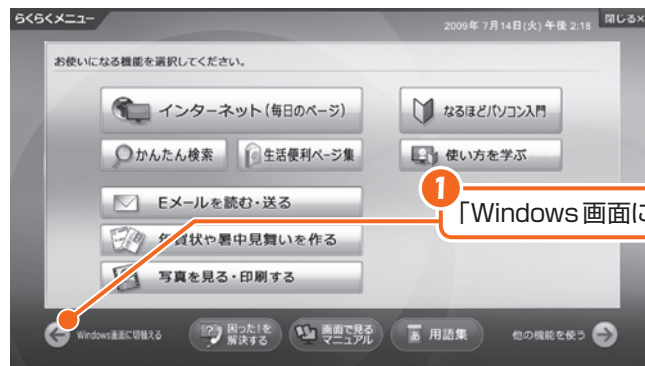 らくらくメニュー
2009年 7月14日(火) 午後 2:18
閉じる×
お使いになる機能を選択してください。
インターネット(毎日のページ)
なるほどパソコン入門
かんたん検索
生活便利ページ集
使い方を学ぶ
1
「Windows画面に
Eメールを読む・送る
年賀状や暑中見舞いを作る
写真を見る・印刷する
Windows画面に切替える
困った!を
解決する
画面で見る
マニュアル
あ 用語集
他の機能を使う